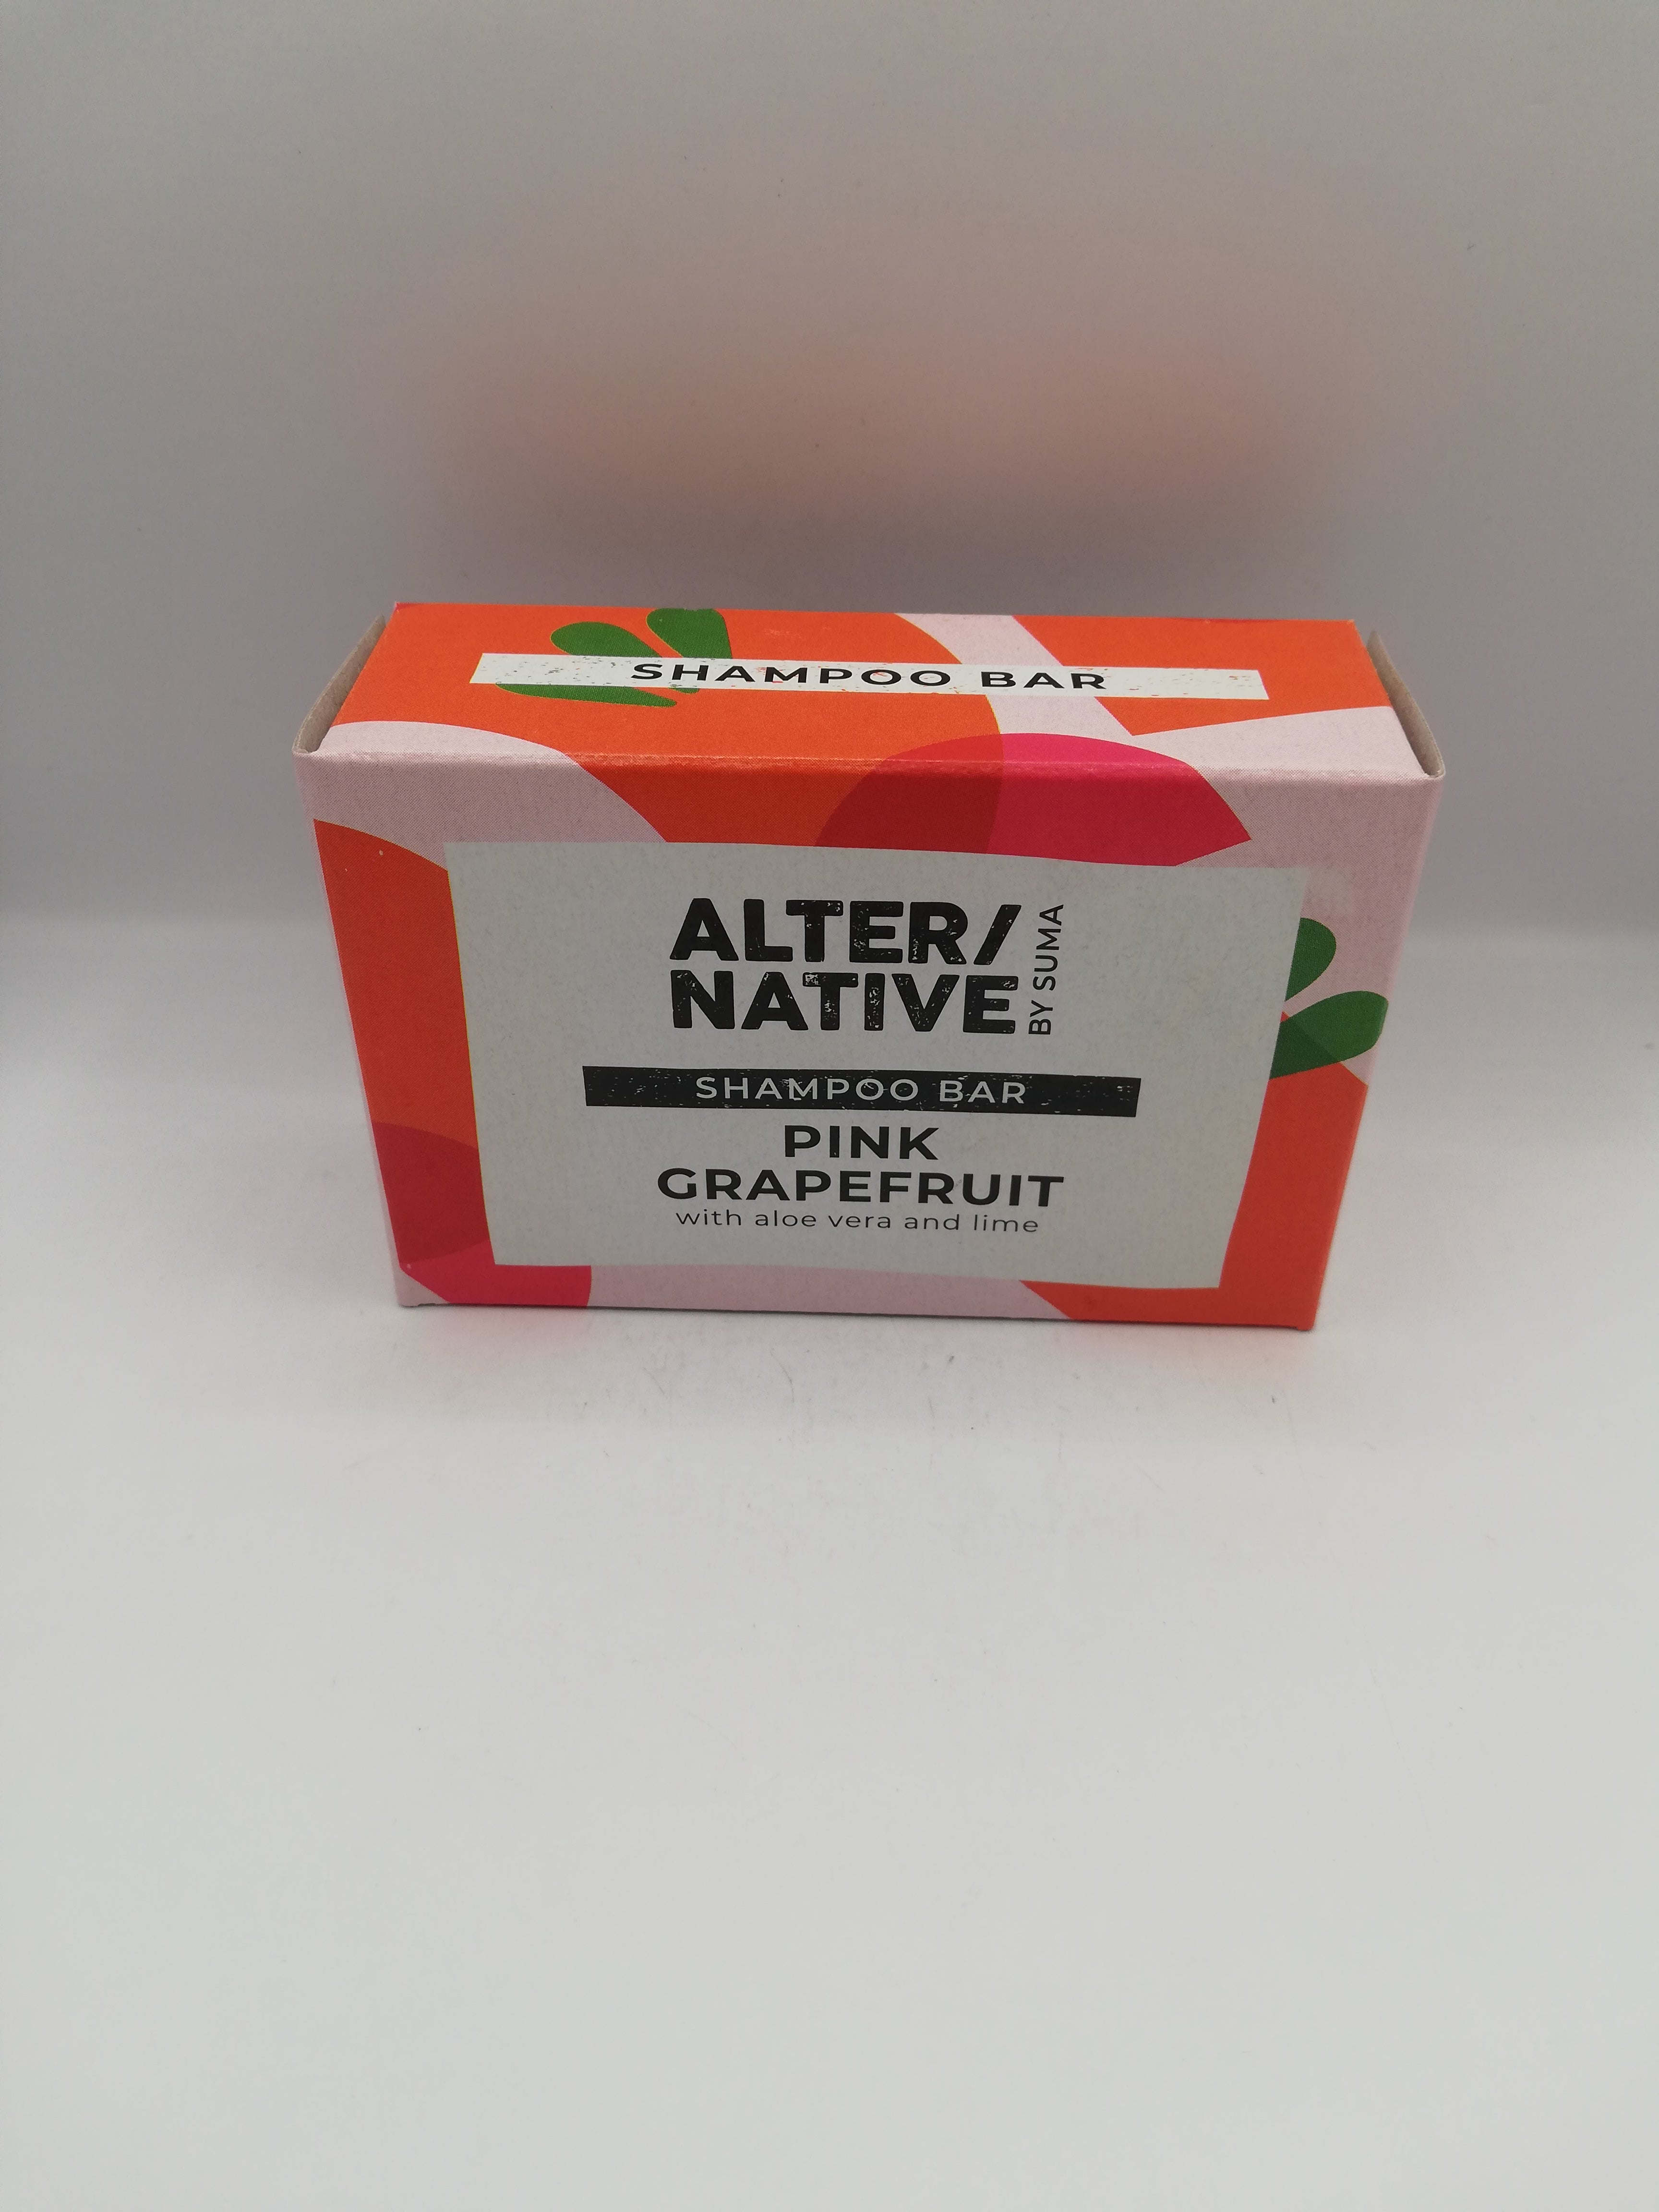 SHAMPOO BAR
ALTER/
NATIVE
BY SUMA
SHAMPOO BAR
PINK
GRAPEFRUIT
with aloe vera and lime